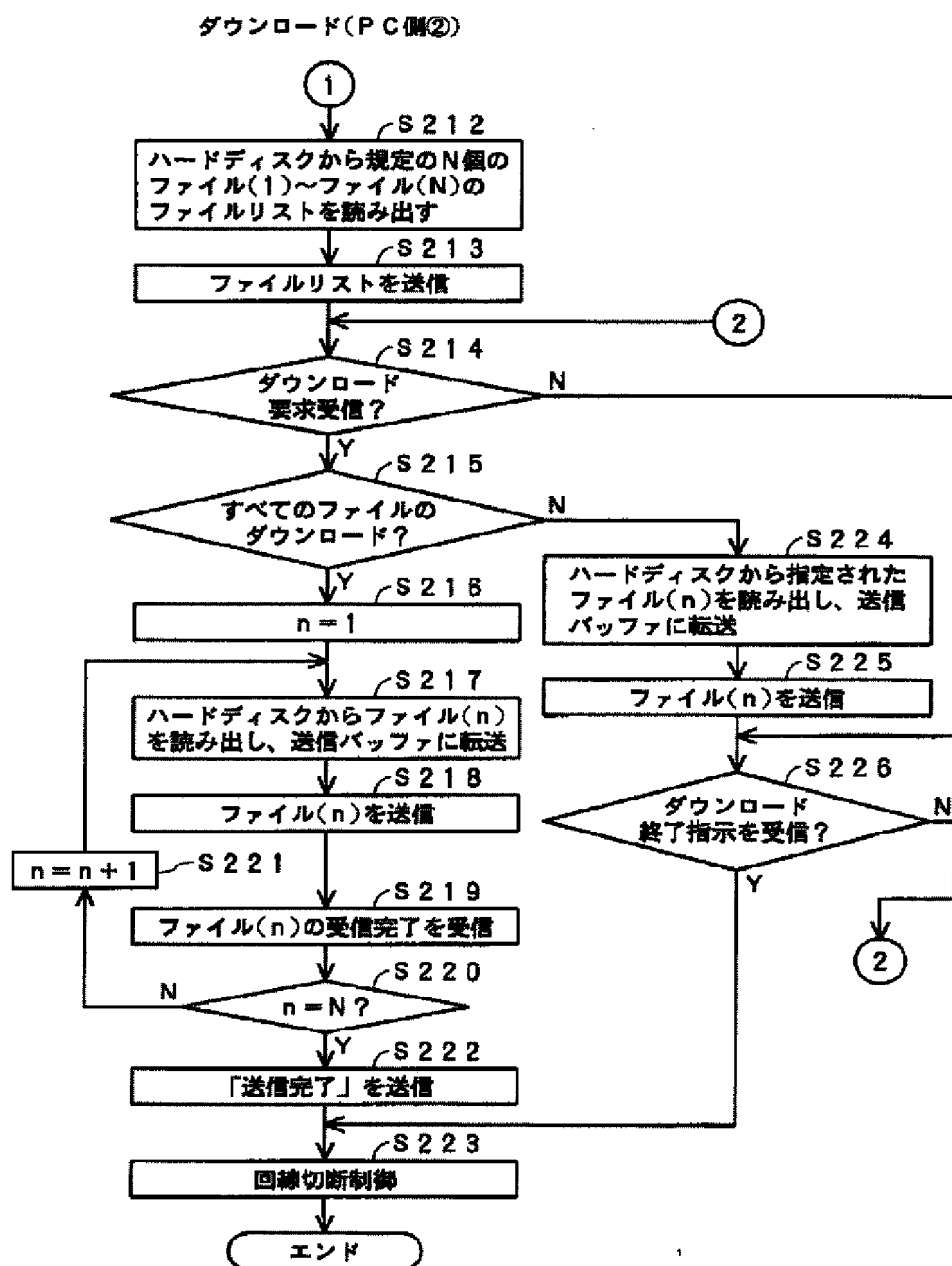 ダウンロード(PC側②)
1
S212
ハードディスクから規定のN個の
ファイル(1)~ファイル(N)の
ファイルリストを読み出す
S213
ファイルリストを送信
2
S214
ダウンロード
要求受信?
N
Y
S215
すべてのファイルの
ダウンロード?
N
Y
S216
n=1
S224
ハードディスクから指定された
ファイル(n)を読み出し、送信
バッファに転送
S217
ハードディスクからファイル(n)
を読み出し、送信バッファに転送
S225
ファイル(n)を送信
S218
ファイル(n)を送信
S226
ダウンロード
終了指示を受信?
N
Y
n=n+1
S221
S219
ファイル(n)の受信完了を受信
2
S220
n=N?
N
Y
S222
「送信完了」を送信
S223
回線切断制御
エンド